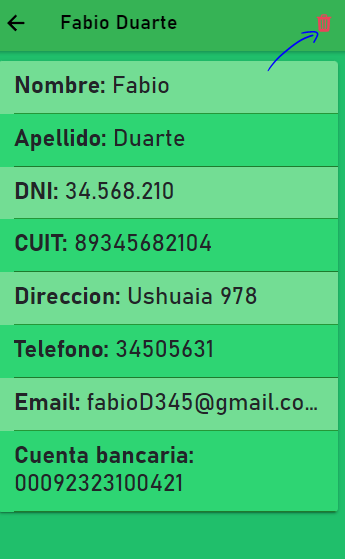 Fabio Duarte
Nombre: Fabio
Apellido: Duarte
DNI: 34.568.210
CUIT: 89345682104
Direccion: Ushuaia 978
Telefono: 34505631
Email: fabioD345@gmail.co...
Cuenta bancaria:
00092323100421